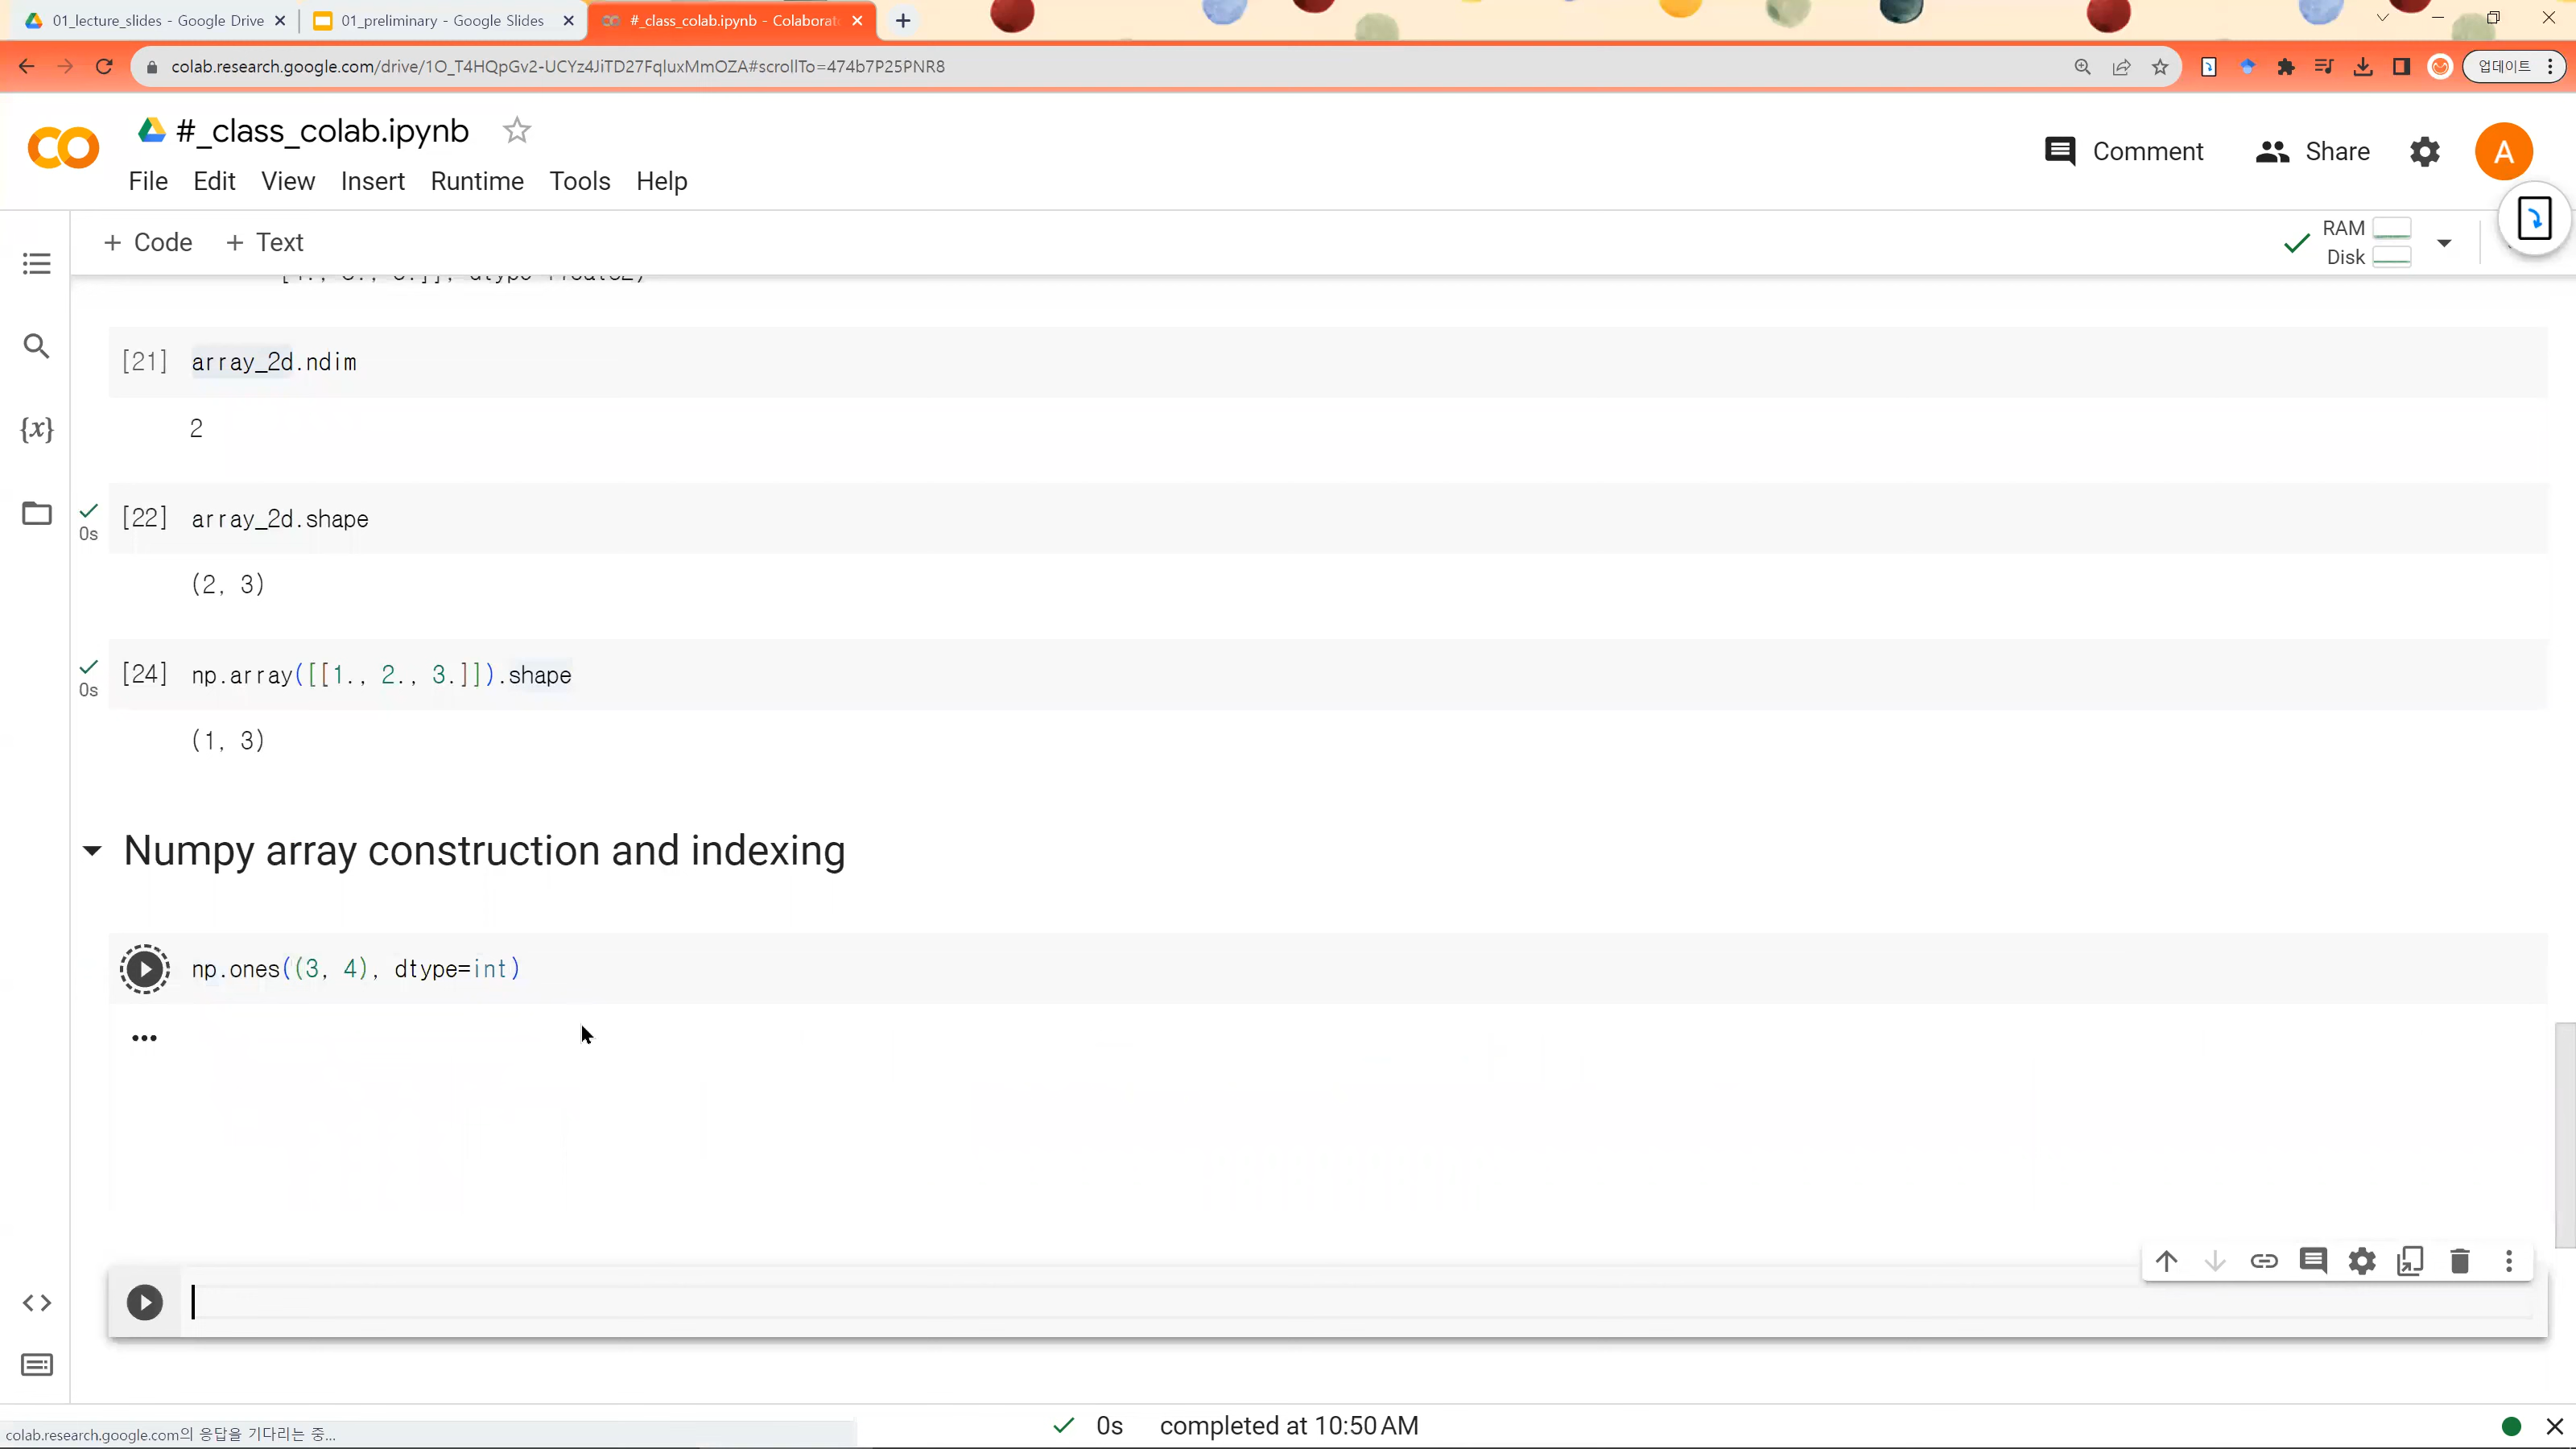 01_lecture_slides - Google Drive
01_preliminary - Google Slides
#_class_colab.ipynb - Colaborat
colab.research.google.com/drive/1O_T4HQpGv2-UCYz4JiTD27FqluxMmOZA#scrollTo=474b7P25PNR8
업데이트
#_class_colab.ipynb
Comment
Share
A
File Edit View Insert Runtime Tools Help
+ Code + Text
RAM
Disk
[21] array_2d.ndim
2
[22] array_2d.shape
0s
(2, 3)
[24] np.array([[1., 2., 3.]]).shape
0s
(1, 3)
{x}
Numpy array construction and indexing
np.ones((3, 4), dtype=int)
colab.research.google.com의 응답을 기다리는 중...
0s completed at 10:50 AM